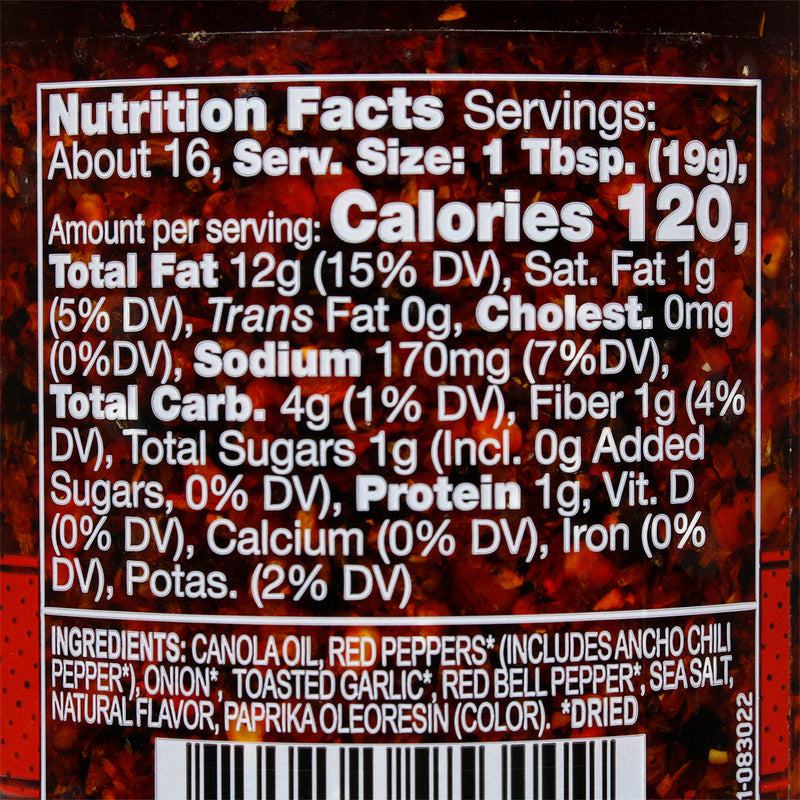 Nutrition Facts Servings:
About 16, Serv. Size: 1 Tbsp. (19g),
Amount per serving: Calories 120,
Total Fat 12g (15% DV), Sat. Fat 1g
(5% DV), Trans Fat 0g, Cholest. 0mg
(0%DV), Sodium 170mg (7%DV),
Total Carb. 4g (1% DV), Fiber 1g (4%
DV), Total Sugars 1g (Incl. 0g Added
Sugars, 0% DV), Protein 1g, Vit. D
(0% DV), Calcium (0% DV), Iron (0%
DV), Potas. (2% DV)
INGREDIENTS: CANOLA OIL, RED PEPPERS* (INCLUDES ANCHO CHILI
PEPPER*), ONION*, TOASTED GARLIC*, RED BELL PEPPER*, SEA SALT,
NATURAL FLAVOR, PAPRIKA OLEORESIN (COLOR). *DRIED